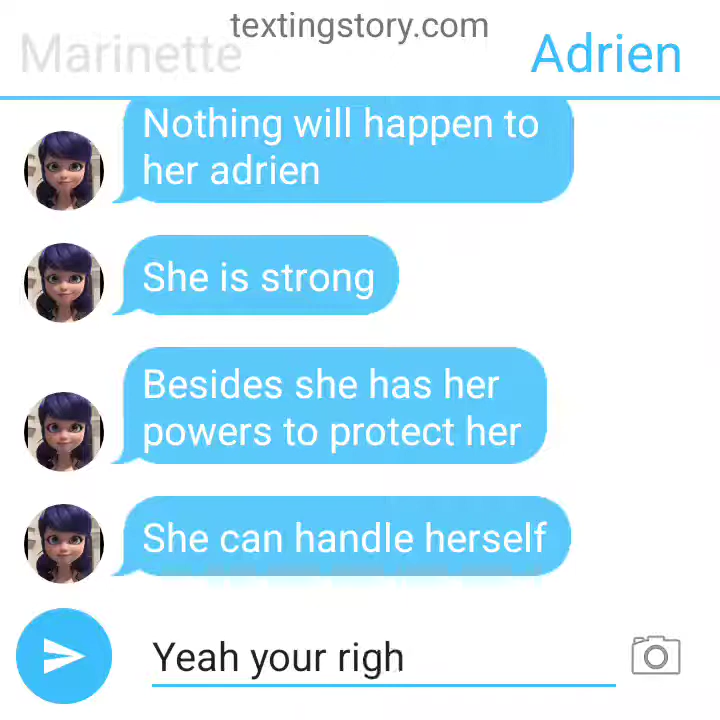 textingstory.com
Marinette
Adrien
Nothing will happen to
her adrien
She is strong
Besides she has her
powers to protect her
She can handle herself
Yeah your righ